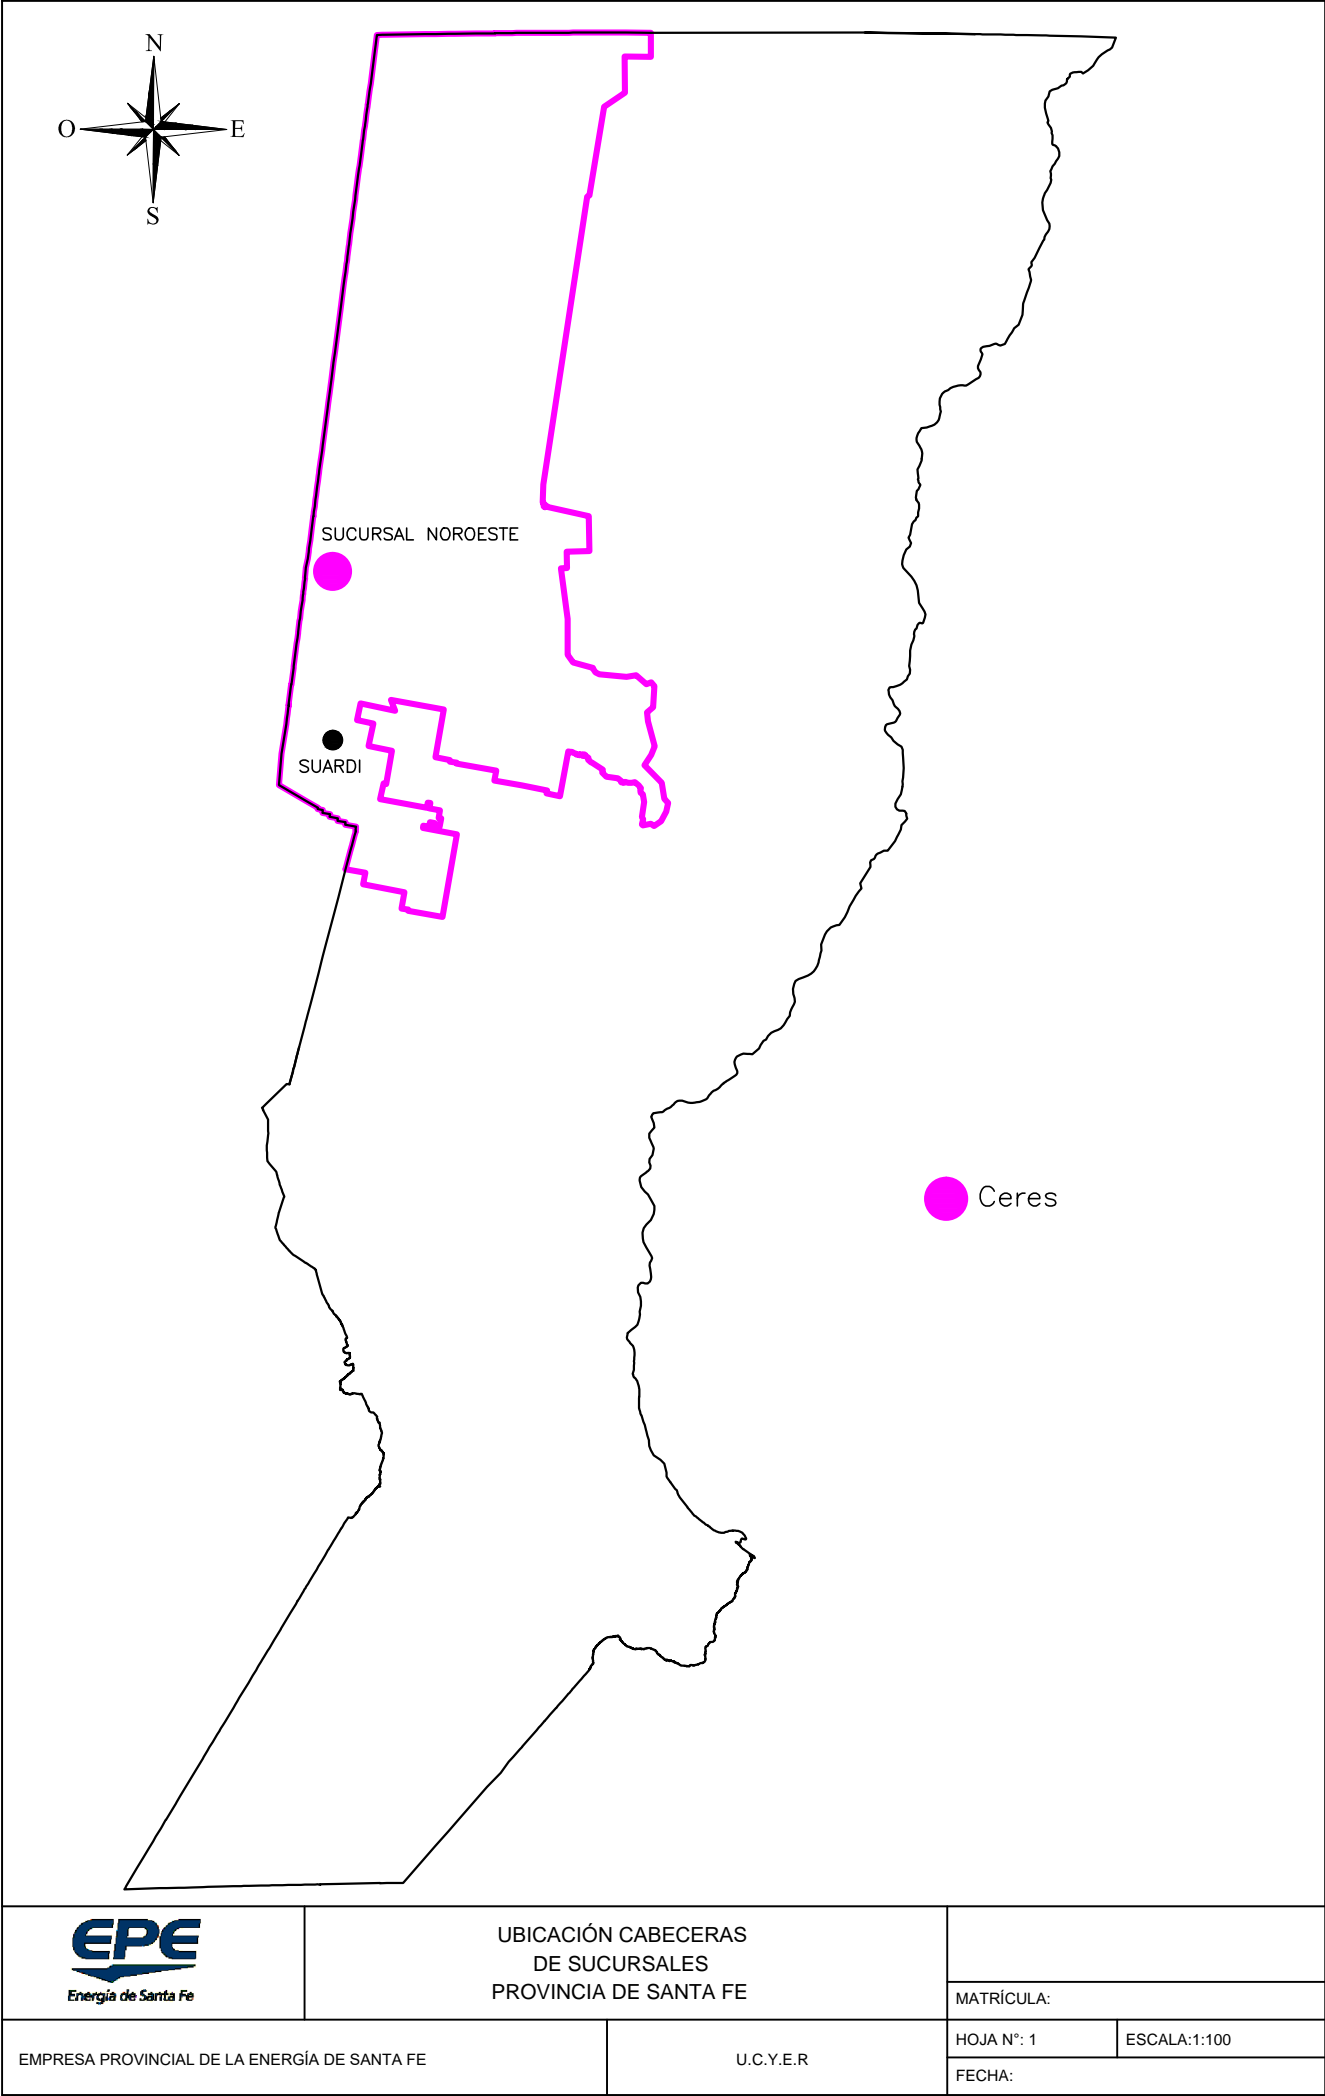 N
O
E
S
SUCURSAL NOROESTE
SUARDI
Ceres
EPE
Energía de Santa Fe
UBICACIÓN CABECERAS
DE SUCURSALES
PROVINCIA DE SANTA FE
MATRÍCULA:
EMPRESA PROVINCIAL DE LA ENERGÍA DE SANTA FE
U.C.Y.E.R
HOJA N°: 1
ESCALA:1:100
FECHA: